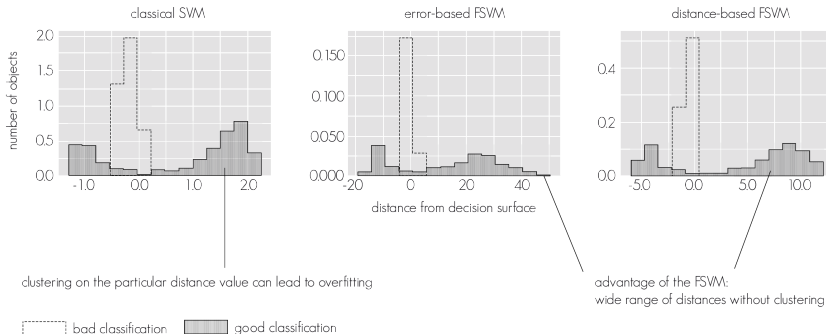 classical SVM
error-based FSVM
distance-based FSVM
number of objects
2.0
1.5
1.0
0.5
0.0
-1.0 0.0 1.0 2.0
0.150
0.100
0.050
0.000
-20 0 20 40
distance from decision surface
0.4
0.2
0.0
-5.0 0.0 5.0 10.0
clustering on the particular distance value can lead to overfitting
advantage of the FSVM:
wide range of distances without clustering
bad classification
good classification